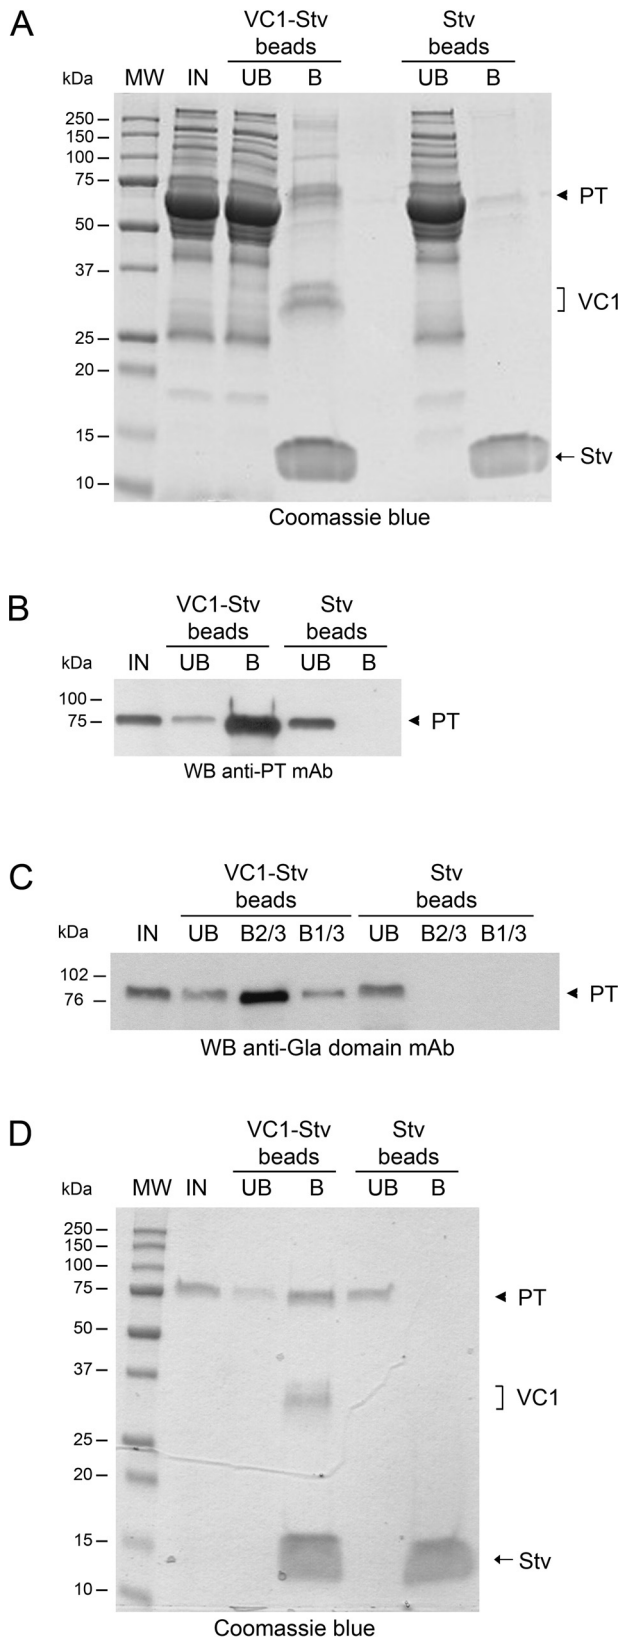 A
VC1-Stv beads Stv beads
kDa MW IN UB B UB B
250
150
100
75
PT
50
37
VC1
25
20
15
Stv
10
Coomassie blue
B
VC1-Stv beads Stv beads
kDa IN UB B UB B
100
75
PT
WB anti-PT mAb
C
VC1-Stv beads Stv beads
kDa IN UB B2/3 B1/3 UB B2/3 B1/3
102
76
PT
WB anti-Gla domain mAb
D
VC1-Stv beads Stv beads
kDa MW IN UB B UB B
250
150
100
75
PT
50
37
VC1
25
20
15
Stv
10
Coomassie blue